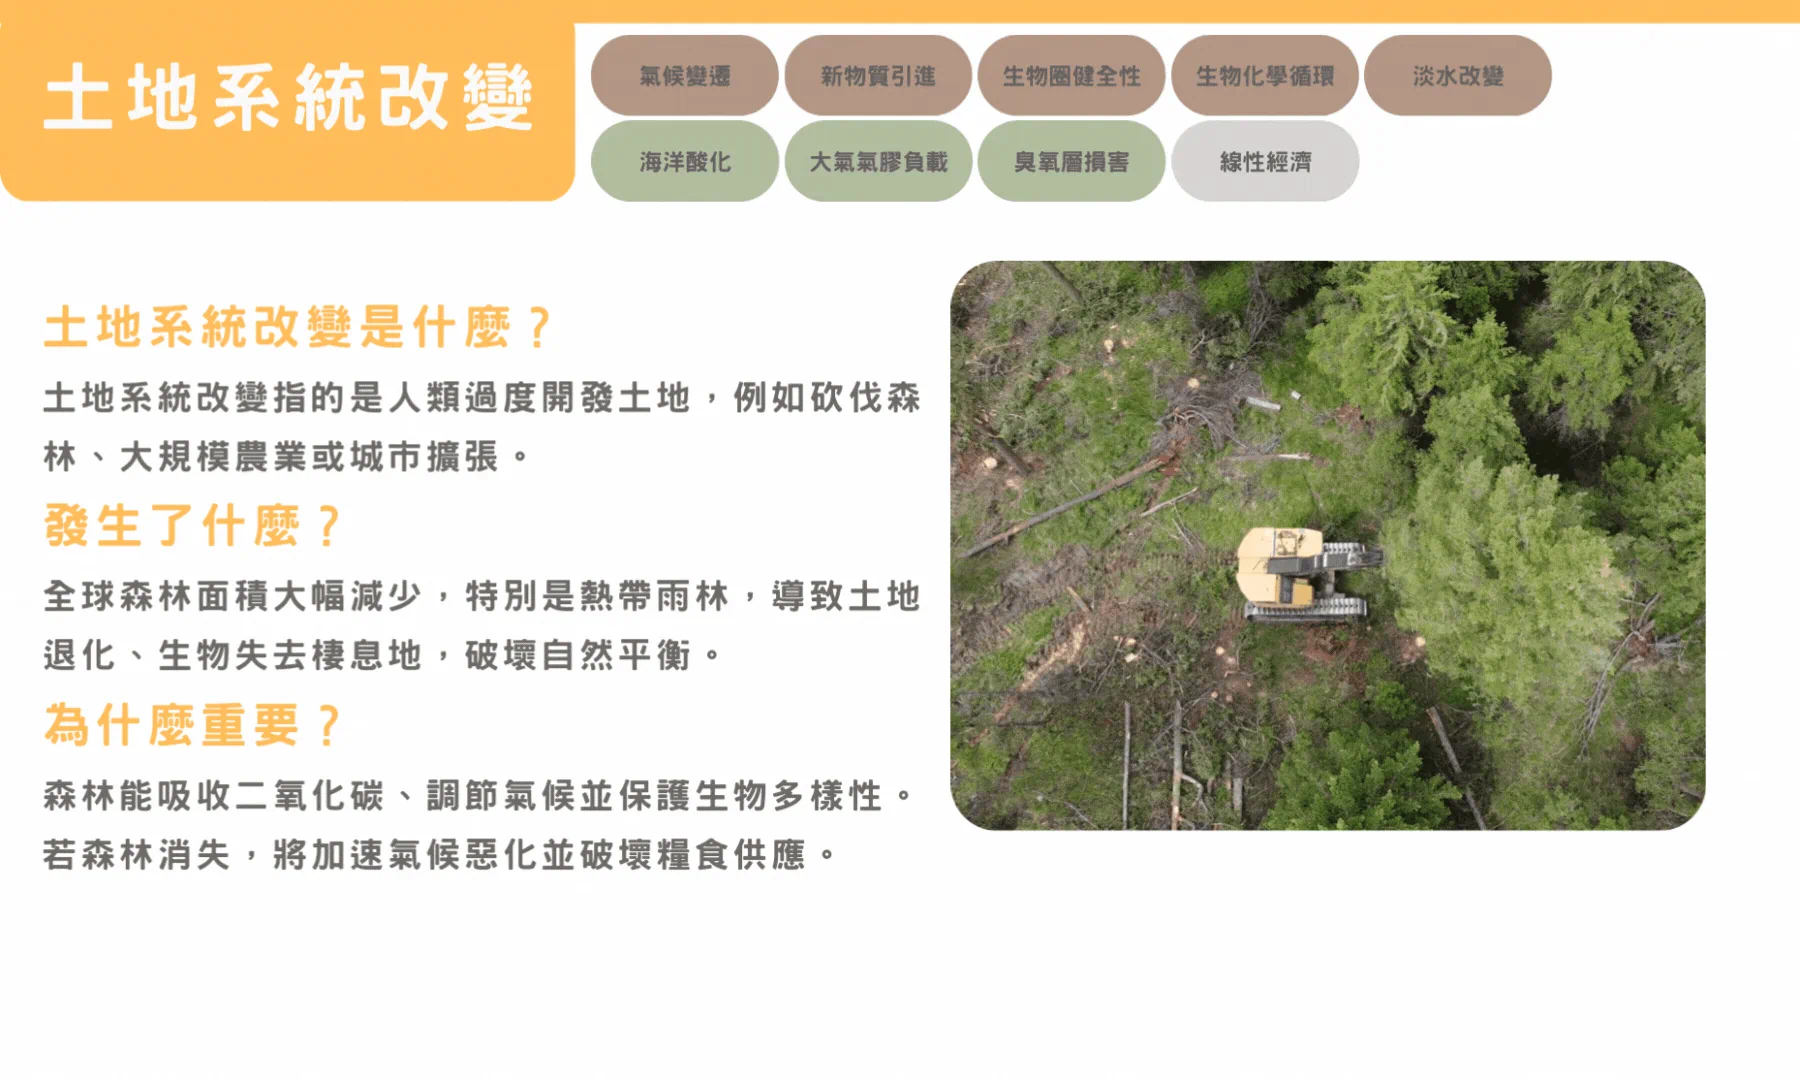 土地系統改變
氣候變遷
新物質引進
生物圈健全性
生物化學循環
淡水改變
海洋酸化
大氣氣膠負載
臭氧層損害
線性經濟
土地系統改變是什麼？
土地系統改變指的是人類過度開發土地，例如砍伐森
林、大規模農業或城市擴張。
發生了什麼？
全球森林面積大幅減少，特別是熱帶雨林，導致土地
退化、生物失去棲息地，破壞自然平衡。
為什麼重要？
森林能吸收二氧化碳、調節氣候並保護生物多樣性。
若森林消失，將加速氣候惡化並破壞糧食供應。